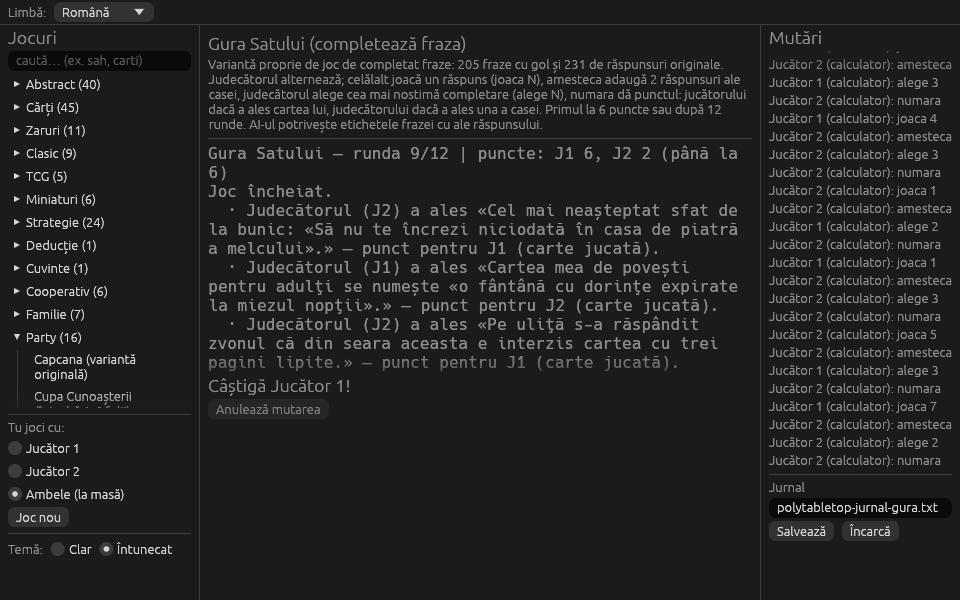 Limbă: Română
Jocuri
caută… (ex. sah, carti)
Abstract (40)
Cărți (45)
Zaruri (11)
Clasic (9)
TCG (5)
Miniaturi (6)
Strategie (24)
Deducție (1)
Cuvinte (1)
Cooperativ (6)
Familie (7)
Party (16)
Capcana (variantă
originală)
Cupa Cunoașterii
Tu joci cu:
Jucător 1
Jucător 2
Ambele (la masă)
Joc nou
Temă: Clar Întunecat
Gura Satului (completează fraza)
Variantă proprie de joc de completat fraze: 205 fraze cu gol și 231 de răspunsuri originale.
Judecătorul alternează; celălalt joacă un răspuns (joaca N), amesteca adaugă 2 răspunsuri ale
casei, judecătorul alege cea mai nostimă completare (alege N), numara dă punctul: jucătorului
dacă a ales cartea lui, judecătorului dacă a ales una a casei. Primul la 6 puncte sau după 12
runde. AI-ul potrivește etichetele frazei cu ale răspunsului.
Gura Satului — runda 9/12 | puncte: J1 6, J2 2 (până la
6)
Joc încheiat.
· Judecătorul (J2) a ales «Cel mai neașteptat sfat de
la bunic: «Să nu te încrezi niciodată în casa de piatră
a melcului».» — punct pentru J1 (carte jucată).
· Judecătorul (J1) a ales «Cartea mea de povești
pentru adulți se numește «o fântână cu dorințe expirate
la miezul nopții».» — punct pentru J2 (carte jucată).
· Judecătorul (J2) a ales «Pe uliță s-a răspândit
zvonul că din seara aceasta e interzis cartea cu trei
pagini lipite.» — punct pentru J1 (carte jucată).
Câștigă Jucător 1!
Anulează mutarea
Mutări
Jucător 2 (calculator): amesteca
Jucător 1 (calculator): alege 3
Jucător 2 (calculator): numara
Jucător 1 (calculator): joaca 4
Jucător 2 (calculator): amesteca
Jucător 2 (calculator): alege 3
Jucător 2 (calculator): numara
Jucător 2 (calculator): joaca 1
Jucător 2 (calculator): amesteca
Jucător 1 (calculator): alege 2
Jucător 2 (calculator): numara
Jucător 1 (calculator): joaca 1
Jucător 2 (calculator): amesteca
Jucător 2 (calculator): alege 3
Jucător 2 (calculator): numara
Jucător 2 (calculator): joaca 5
Jucător 2 (calculator): amesteca
Jucător 1 (calculator): alege 3
Jucător 2 (calculator): numara
Jucător 1 (calculator): joaca 7
Jucător 2 (calculator): amesteca
Jucător 2 (calculator): alege 2
Jucător 2 (calculator): numara
Jurnal
polytabletop-jurnal-gura.txt
Salvează Încarcă